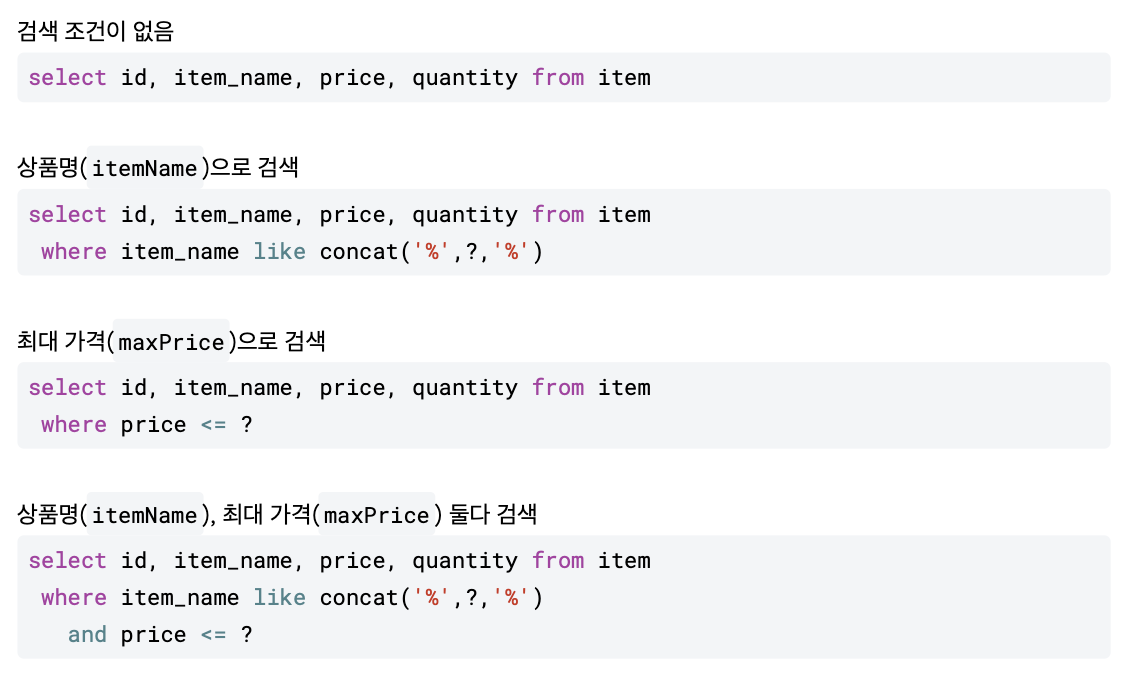 검색 조건이 없음
select id, item_name, price, quantity from item
상품명(itemName)으로 검색
select id, item_name, price, quantity from item
where item_name like concat('%',?,'%')
최대 가격(maxPrice)으로 검색
select id, item_name, price, quantity from item
where price <= ?
상품명(itemName), 최대 가격(maxPrice) 둘다 검색
select id, item_name, price, quantity from item
where item_name like concat('%',?,'%')
and price <= ?